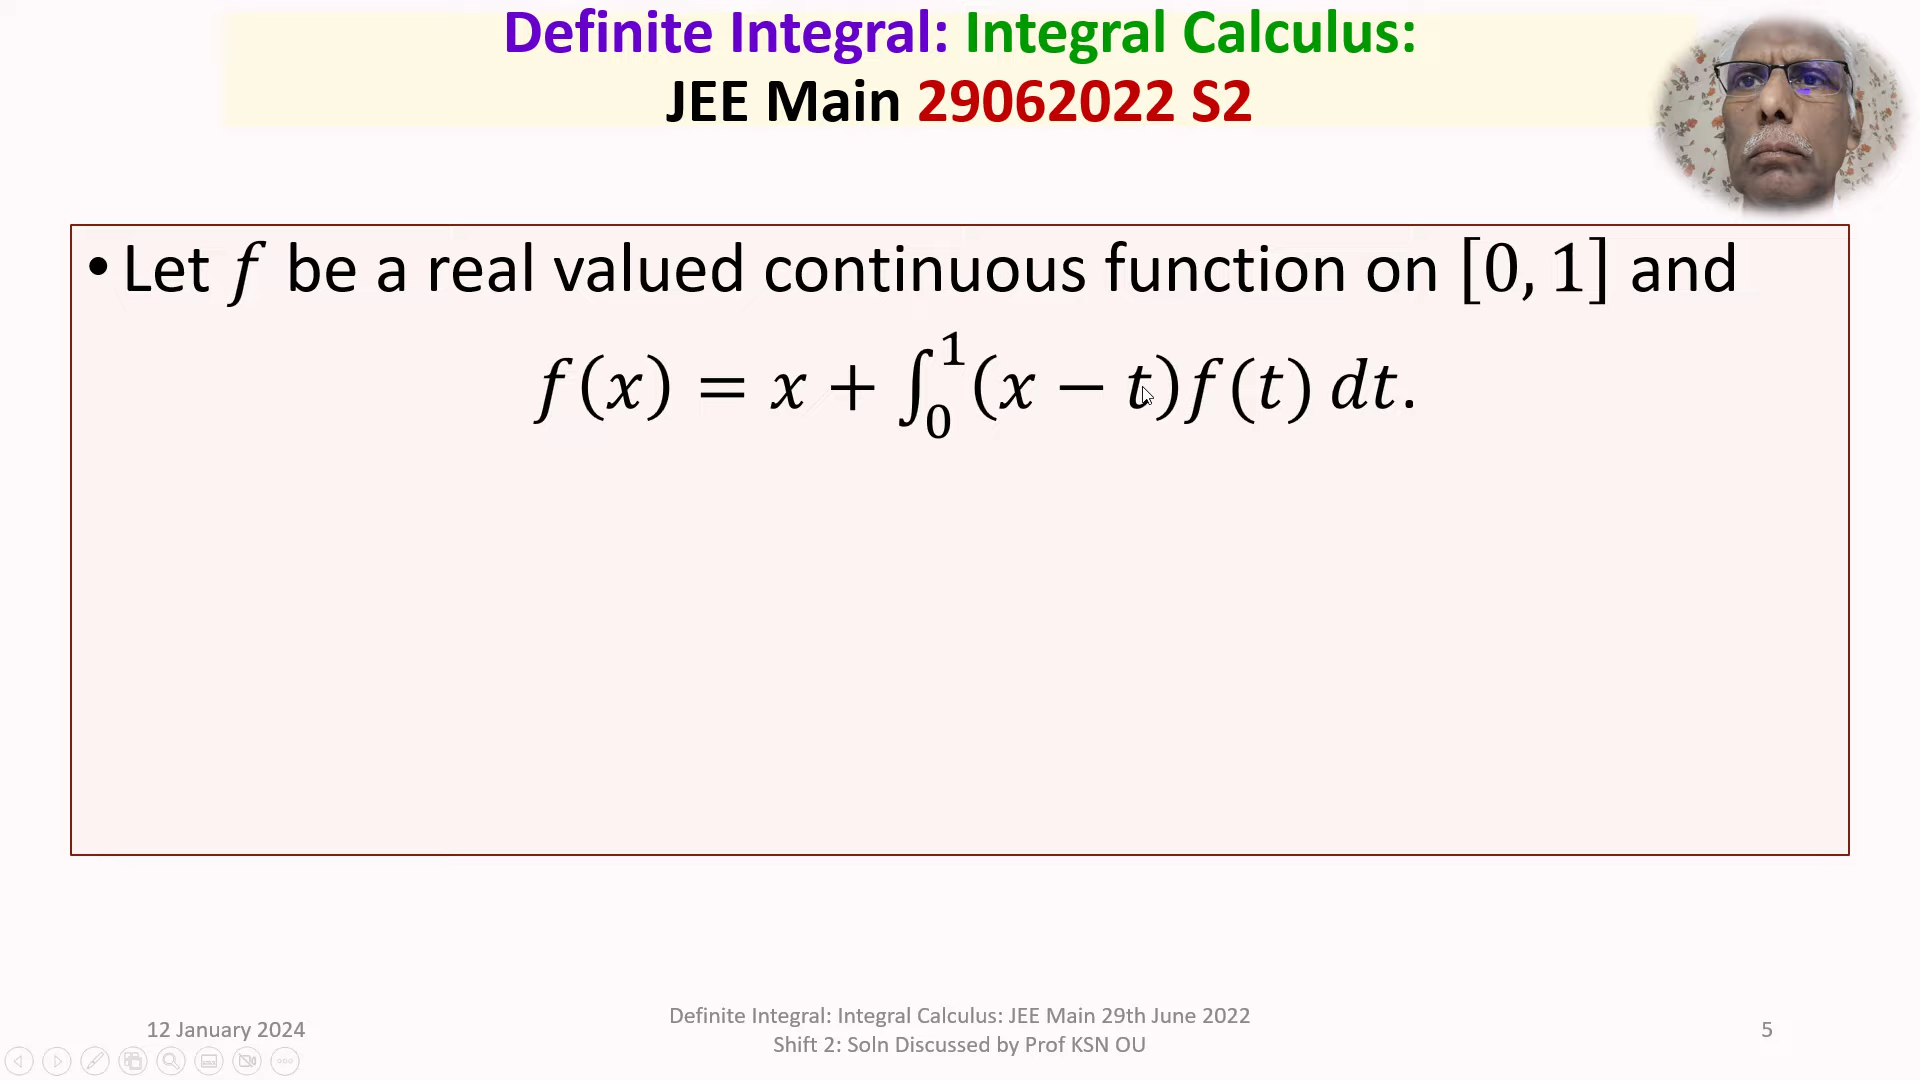 Definite Integral: Integral Calculus:
JEE Main 29062022 S2
• Let f be a real valued continuous function on [0, 1] and
f(x) = x + ∫₀¹(x − t)f(t) dt.
12 January 2024
Definite Integral: Integral Calculus: JEE Main 29th June 2022
Shift 2: Soln Discussed by Prof KSN OU
5